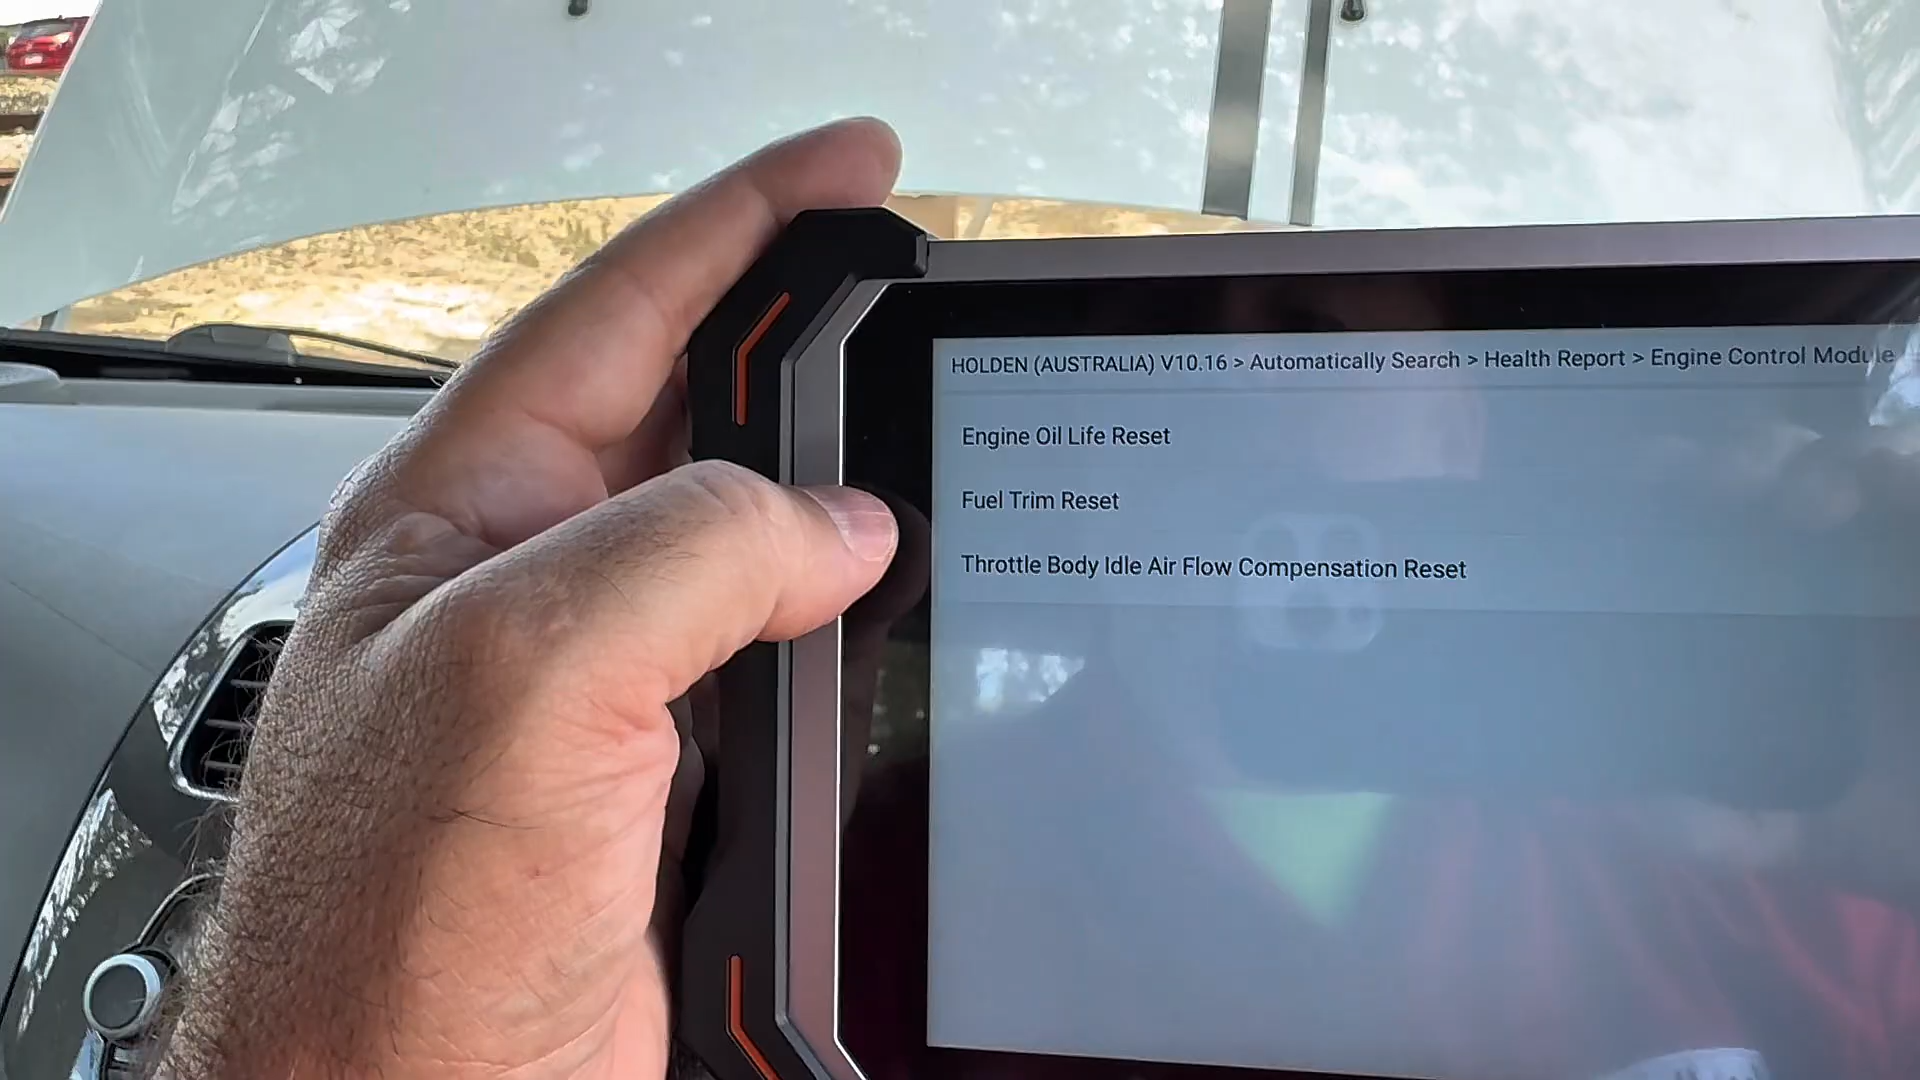 HOLDEN (AUSTRALIA) V10.16 > Automatically Search > Health Report > Engine Control Module
Engine Oil Life Reset
Fuel Trim Reset
Throttle Body Idle Air Flow Compensation Reset